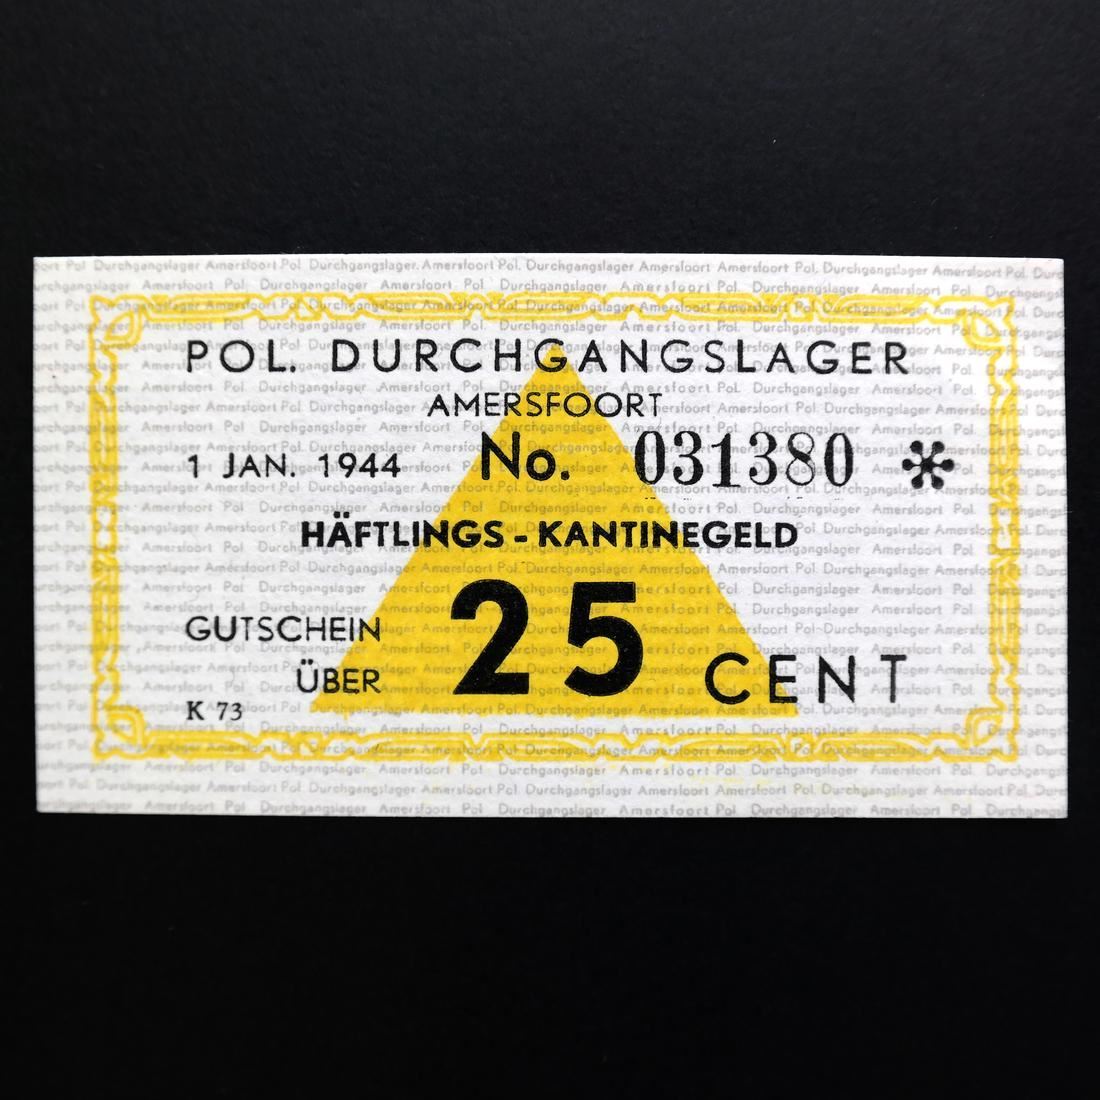 POL. DURCHGANGSLAGER
AMERSFOORT
1 JAN. 1944 No. 031380 *
HÄFTLINGS - KANTINEGELD
GUTSCHEIN
ÜBER 25 CENT
K 73